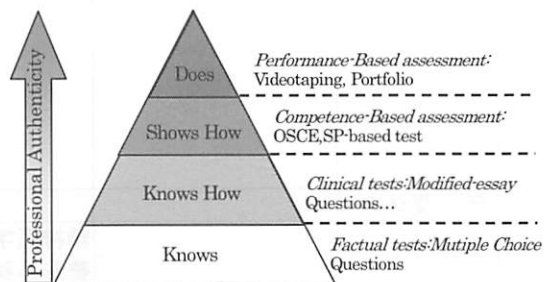 Professional Authenticity
Does
Performance-Based assessment:
Videotaping, Portfolio
Shows How
Competence-Based assessment:
OSCE,SP-based test
Knows How
Clinical tests:Modified-essay
Questions...
Knows
Factual tests:Mutiple Choice
Questions